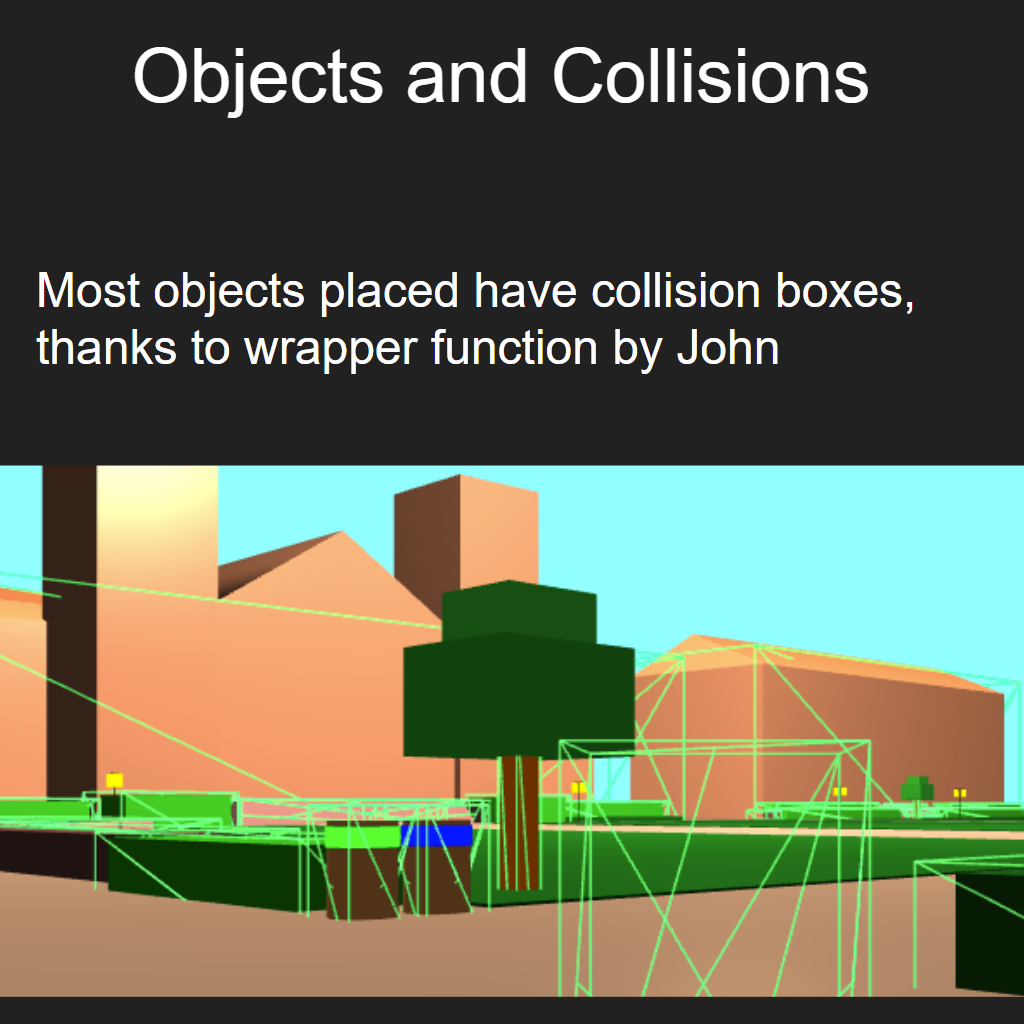 Objects and Collisions
Most objects placed have collision boxes,
thanks to wrapper function by John